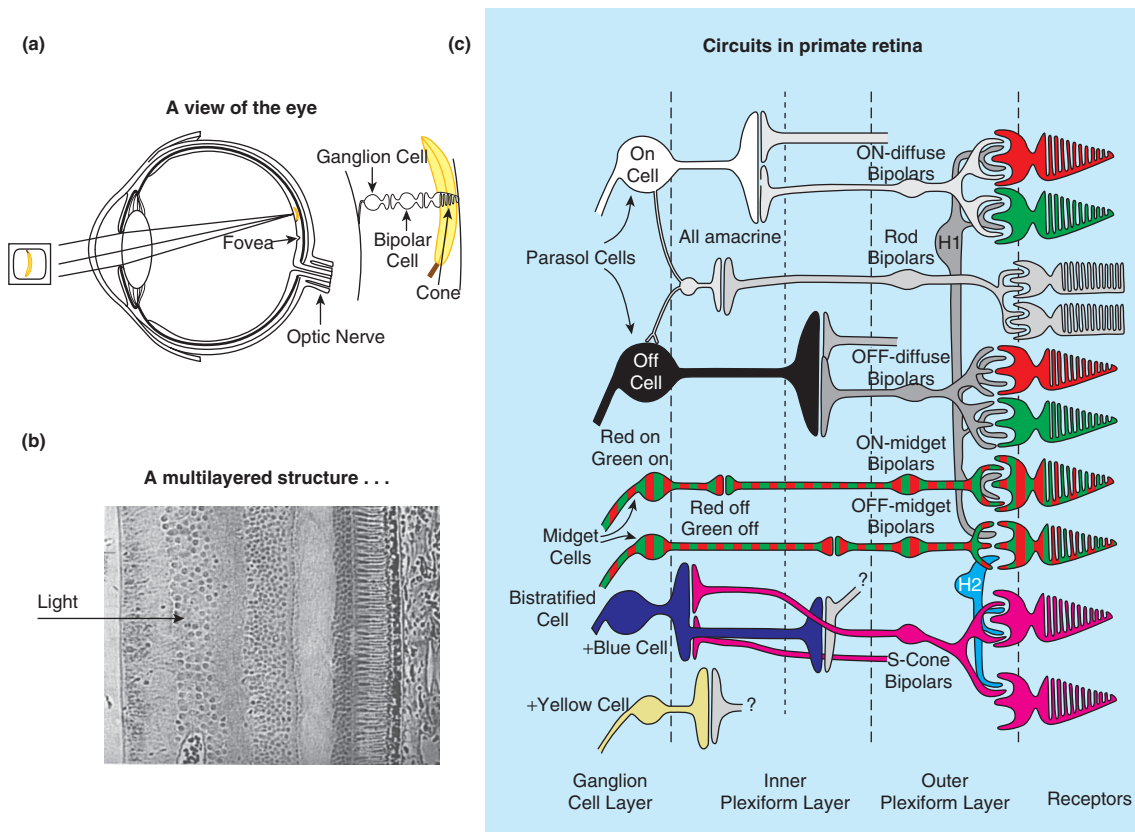 (a)
A view of the eye
Ganglion Cell
Fovea
Bipolar
Cell
Cone
Optic Nerve
(b)
A multilayered structure . . .
Light
(c)
Circuits in primate retina
On
Cell
ON-diffuse
Bipolars
Parasol Cells
All amacrine
Rod
Bipolars
H1
Off
Cell
OFF-diffuse
Bipolars
Red on
Green on
ON-midget
Bipolars
Red off
Green off
OFF-midget
Bipolars
Midget
Cells
H2
Bistratified
Cell
?
+Blue Cell
S-Cone
Bipolars
+Yellow Cell
?
Ganglion
Cell Layer
Inner
Plexiform Layer
Outer
Plexiform Layer
Receptors